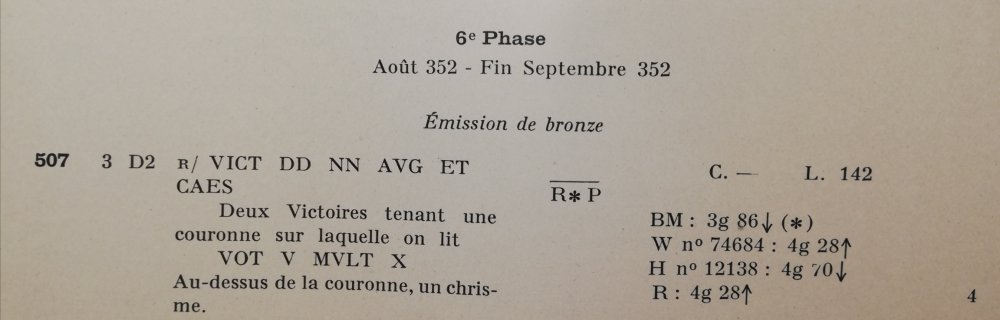 6e Phase
Août 352 - Fin Septembre 352
Émission de bronze
507 3 D2 R/ VICT DD NN AVG ET
CAES
Deux Victoires tenant une
couronne sur laquelle on lit
VOT V MVLT X
Au-dessus de la couronne, un chris-
me.
R*P
C. — L. 142
BM : 3g 86↓ (*)
W nº 74684 : 4g 28↑
H nº 12138 : 4g 70↓
R : 4g 28↑
4